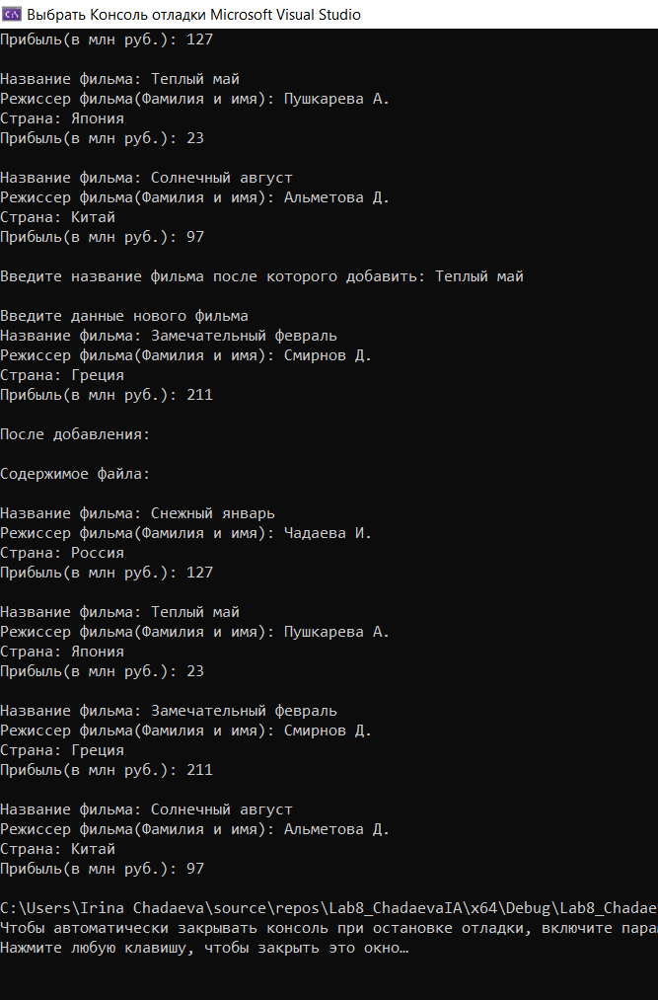 Выбрать Консоль отладки Microsoft Visual Studio
Прибыль(в млн руб.): 127
Название фильма: Теплый май
Режиссер фильма(Фамилия и имя): Пушкарева А.
Страна: Япония
Прибыль(в млн руб.): 23
Название фильма: Солнечный август
Режиссер фильма(Фамилия и имя): Альметова Д.
Страна: Китай
Прибыль(в млн руб.): 97
Введите название фильма после которого добавить: Теплый май
Введите данные нового фильма
Название фильма: Замечательный февраль
Режиссер фильма(Фамилия и имя): Смирнов Д.
Страна: Греция
Прибыль(в млн руб.): 211
После добавления:
Содержимое файла:
Название фильма: Снежный январь
Режиссер фильма(Фамилия и имя): Чадаева И.
Страна: Россия
Прибыль(в млн руб.): 127
Название фильма: Теплый май
Режиссер фильма(Фамилия и имя): Пушкарева А.
Страна: Япония
Прибыль(в млн руб.): 23
Название фильма: Замечательный февраль
Режиссер фильма(Фамилия и имя): Смирнов Д.
Страна: Греция
Прибыль(в млн руб.): 211
Название фильма: Солнечный август
Режиссер фильма(Фамилия и имя): Альметова Д.
Страна: Китай
Прибыль(в млн руб.): 97
C:\Users\Irina Chadaeva\source\repos\Lab8_ChadaevaIA\x64\Debug\Lab8_Chadae
Чтобы автоматически закрывать консоль при остановке отладки, включите пара
Нажмите любую клавишу, чтобы закрыть это окно…